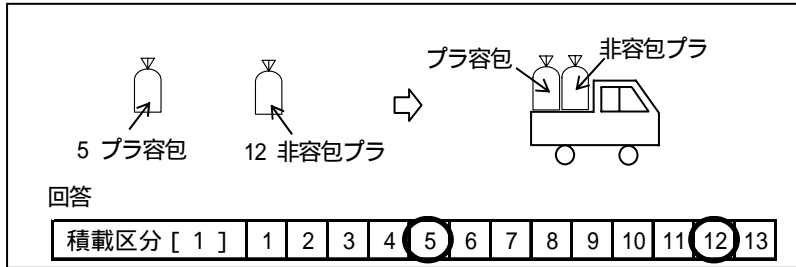 プラ容包 非容包プラ
5 プラ容包 12 非容包プラ
回答
積載区分 [ 1 ] 1 2 3 4 5 6 7 8 9 10 11 12 13